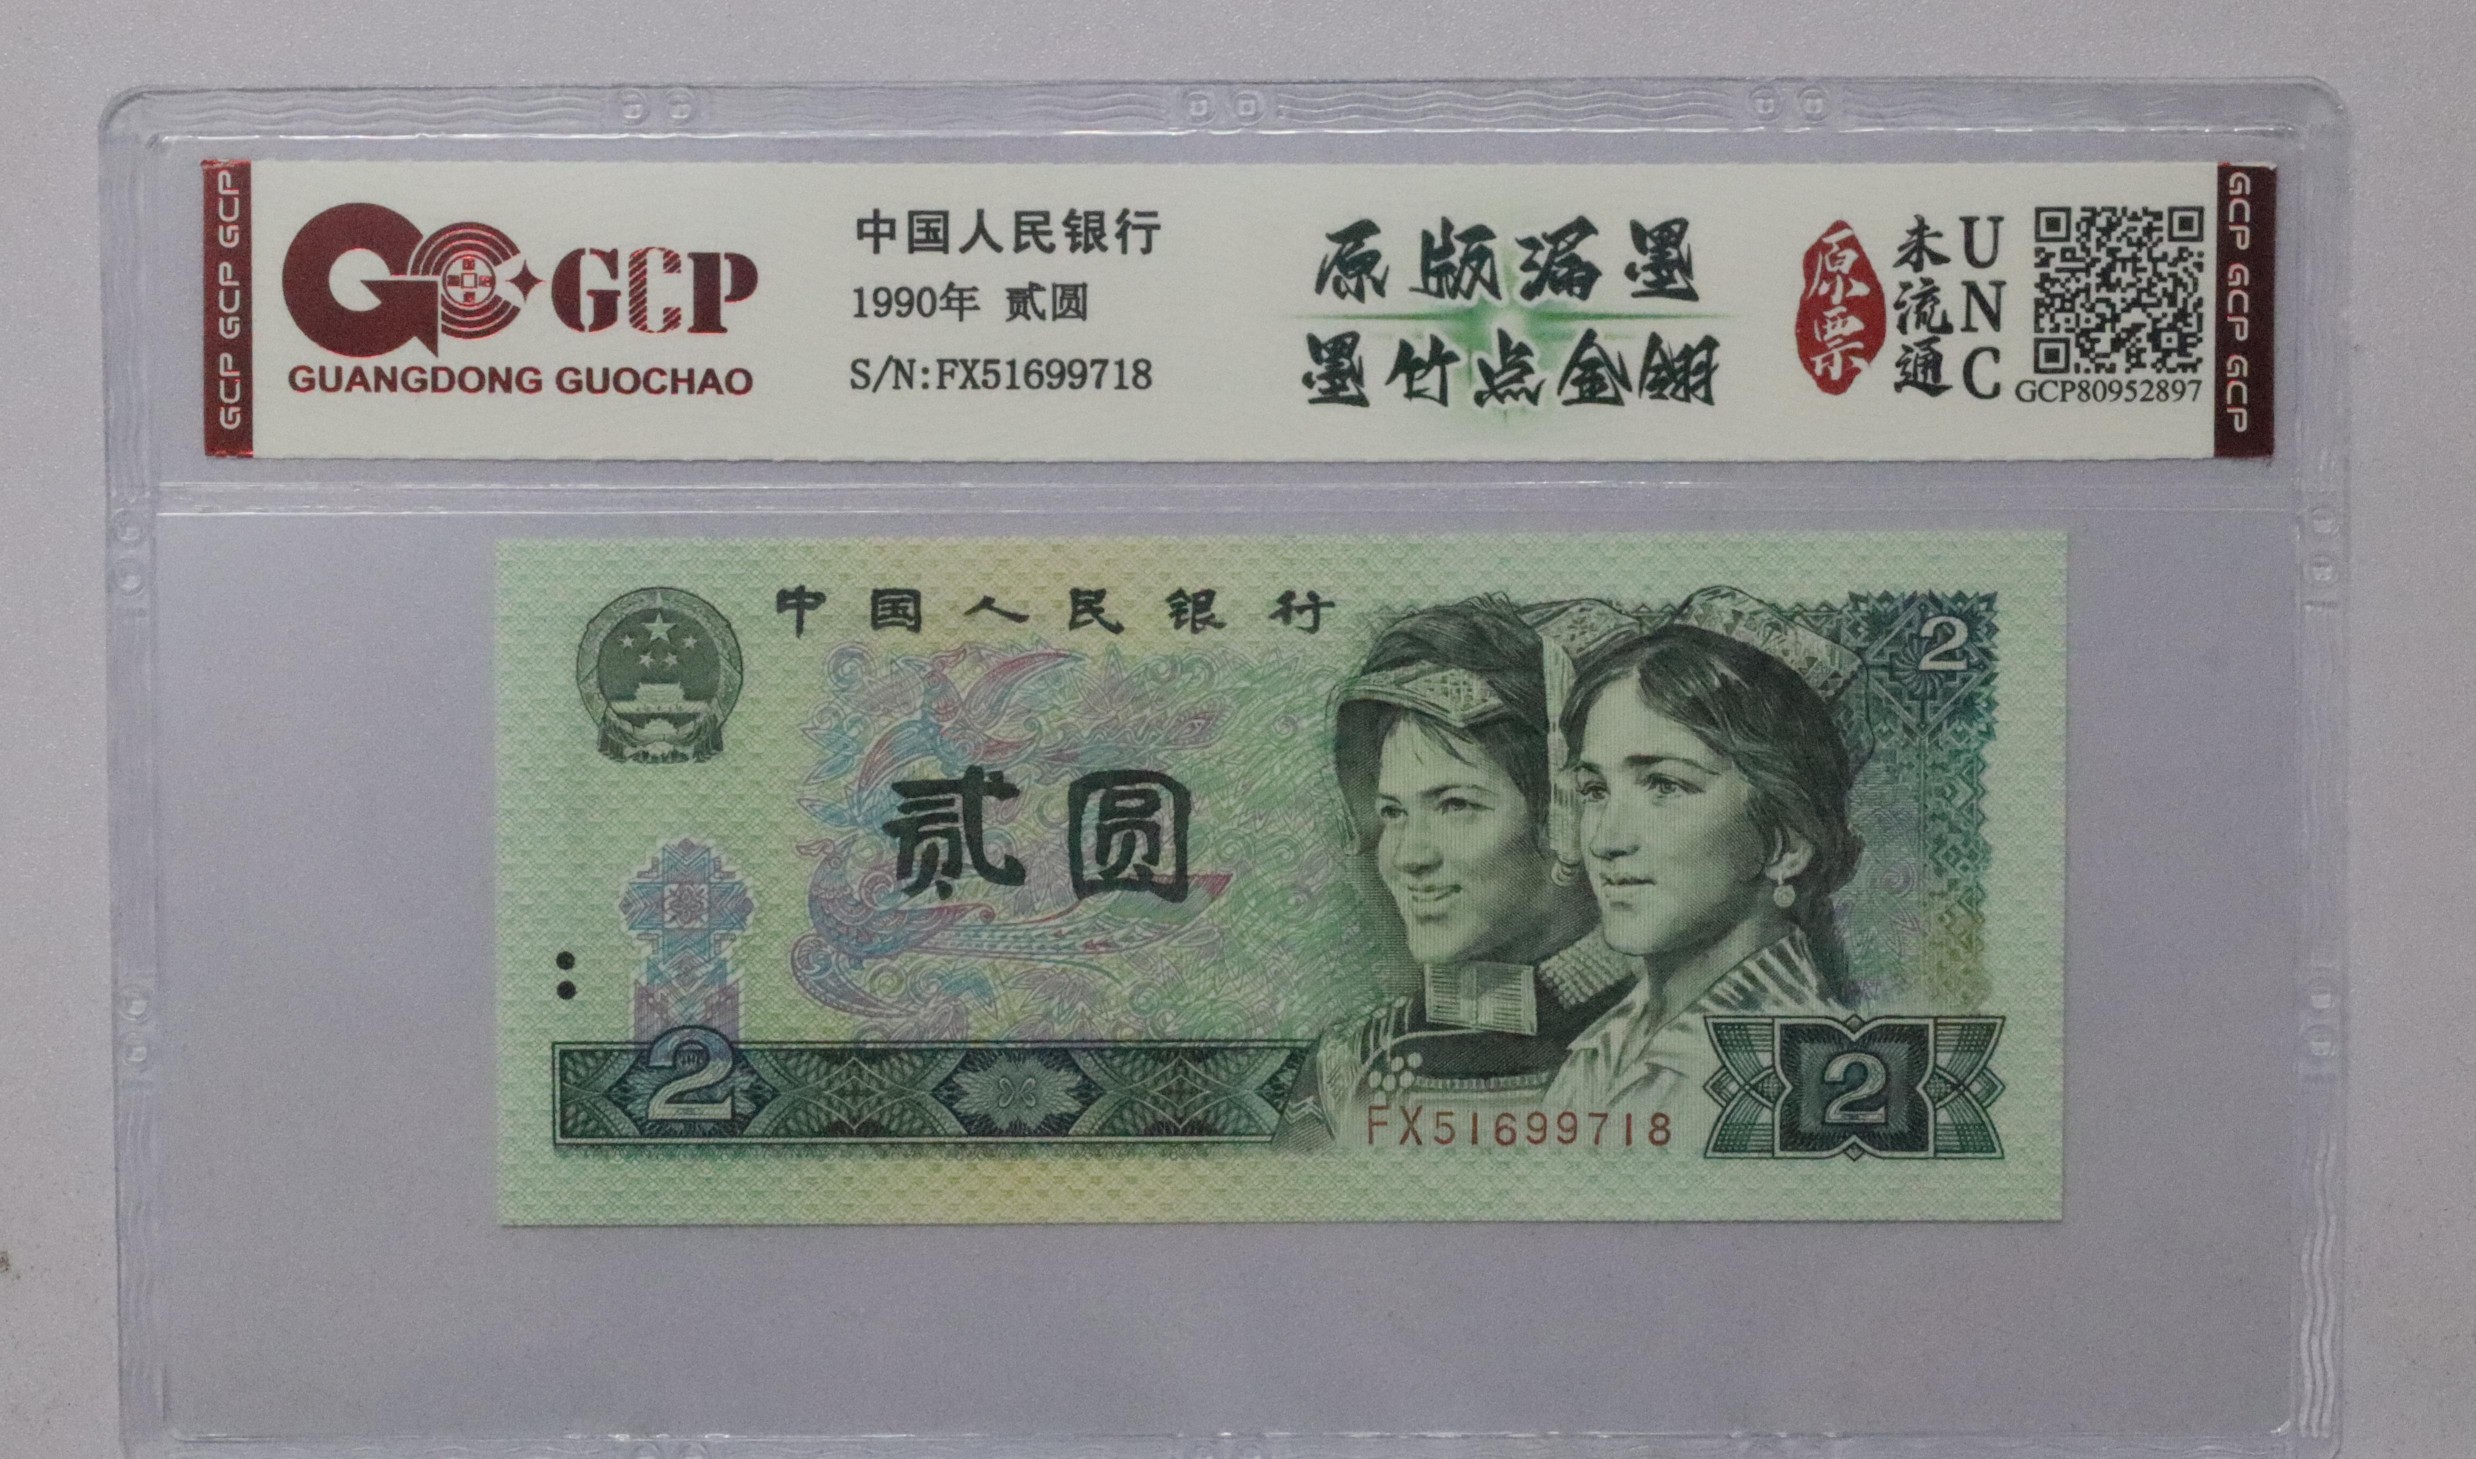 GCP GCP GCP
GCP
GUANGDONG GUOCHAO
中国人民银行
1990年 贰圆
S/N:FX51699718
原版漏墨
墨竹点金翎
原票
未流通
UNC
GCP80952897
GCP GCP GCP
中国人民银行
2
贰圆
2
FX51699718
2